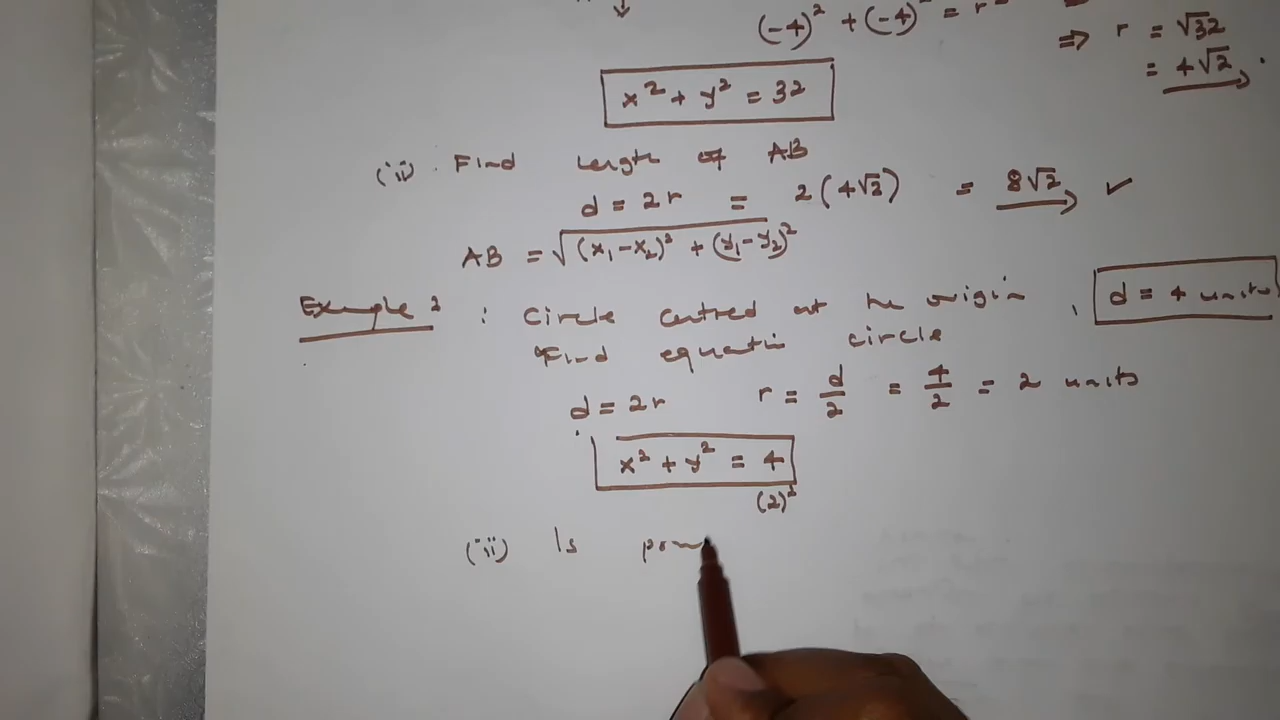 (-4)² + (-4)² = r²
⇒ r = √32
= 4√2
x² + y² = 32
(ii) Find length of AB
d = 2r = 2(4√2) = 8√2 ✓
AB = √(x₁-x₂)² + (y₁-y₂)²
Example 2 : Circle centred at the origin , d = 4 units
Find equation circle
d = 2r r = d/2 = 4/2 = 2 units
x² + y² = 4
(2)²
(ii) Is